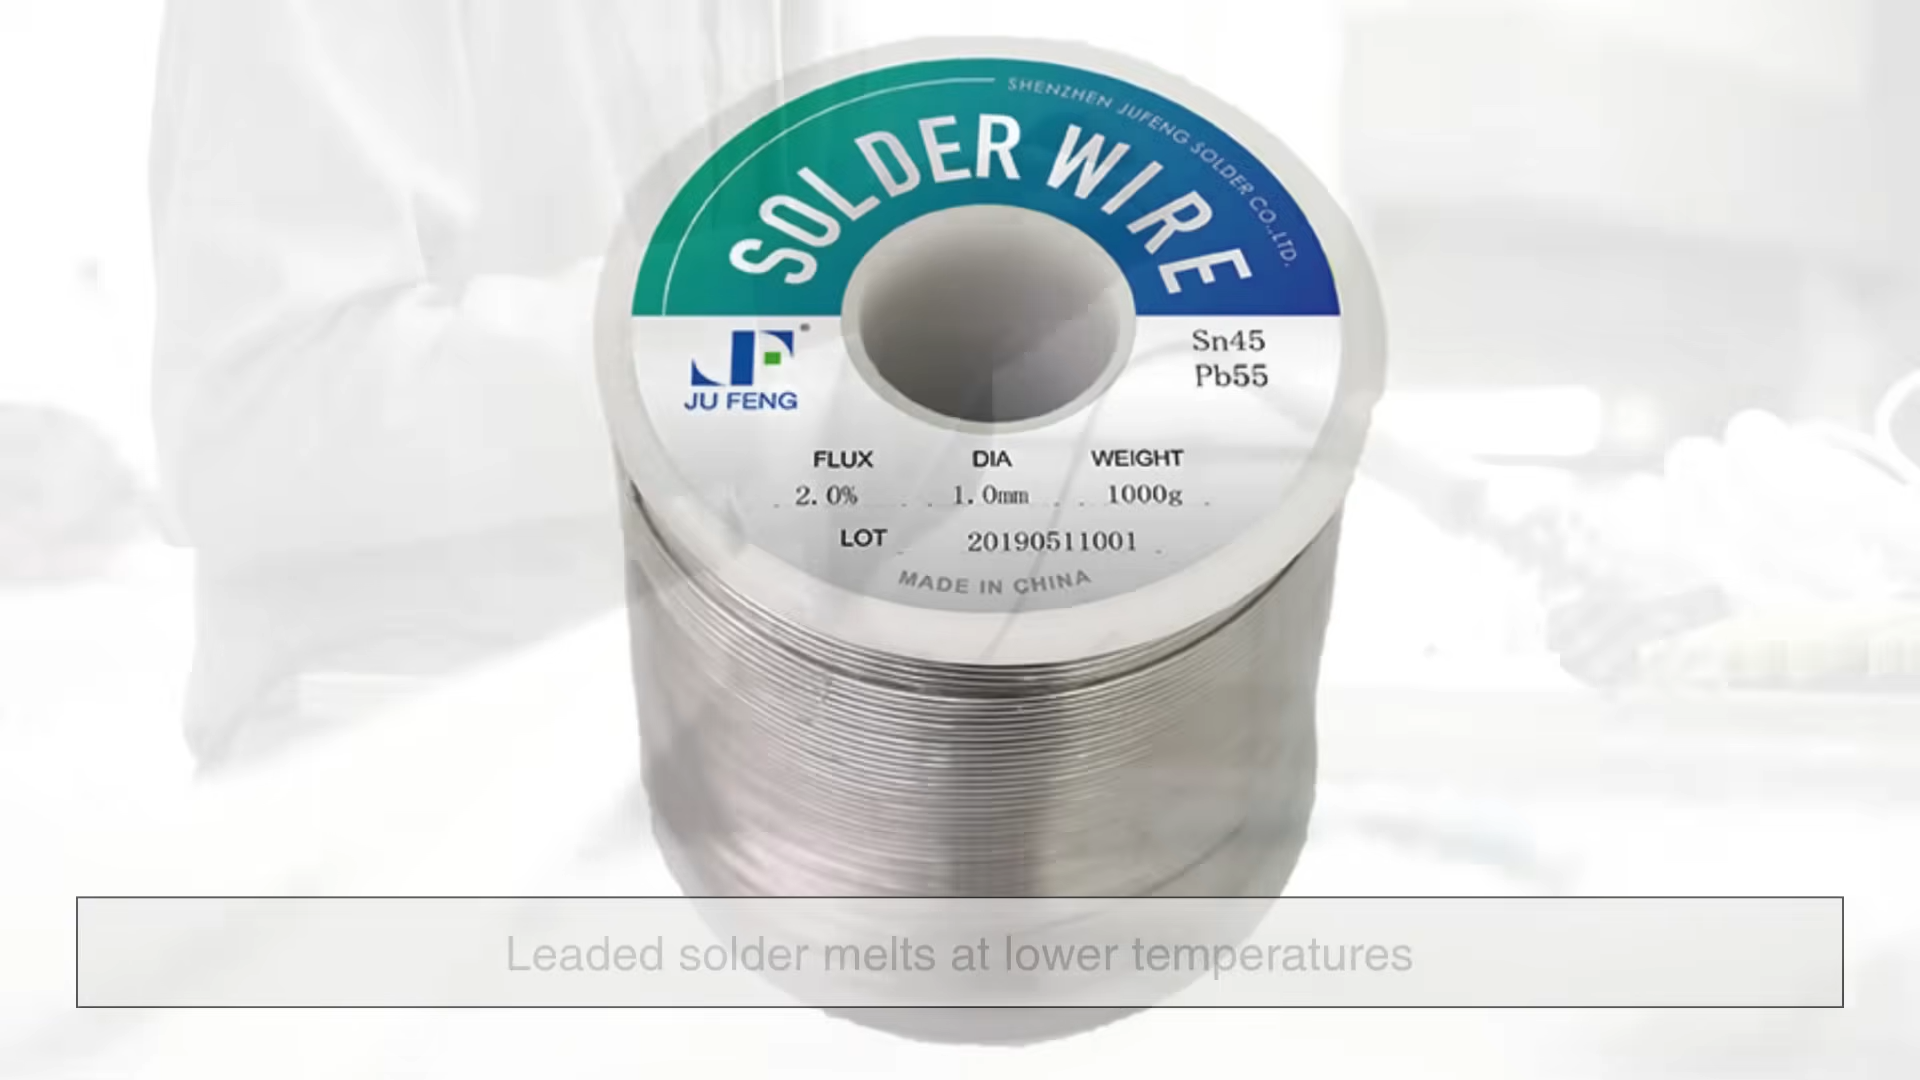 SHENZHEN JUFENG SOLDER CO.,LTD.
SOLDER WIRE
JF®
JU FENG
Sn45
Pb55
FLUX DIA WEIGHT
2.0% 1.0mm 1000g
LOT 20190511001
MADE IN CHINA
Leaded solder melts at lower temperatures